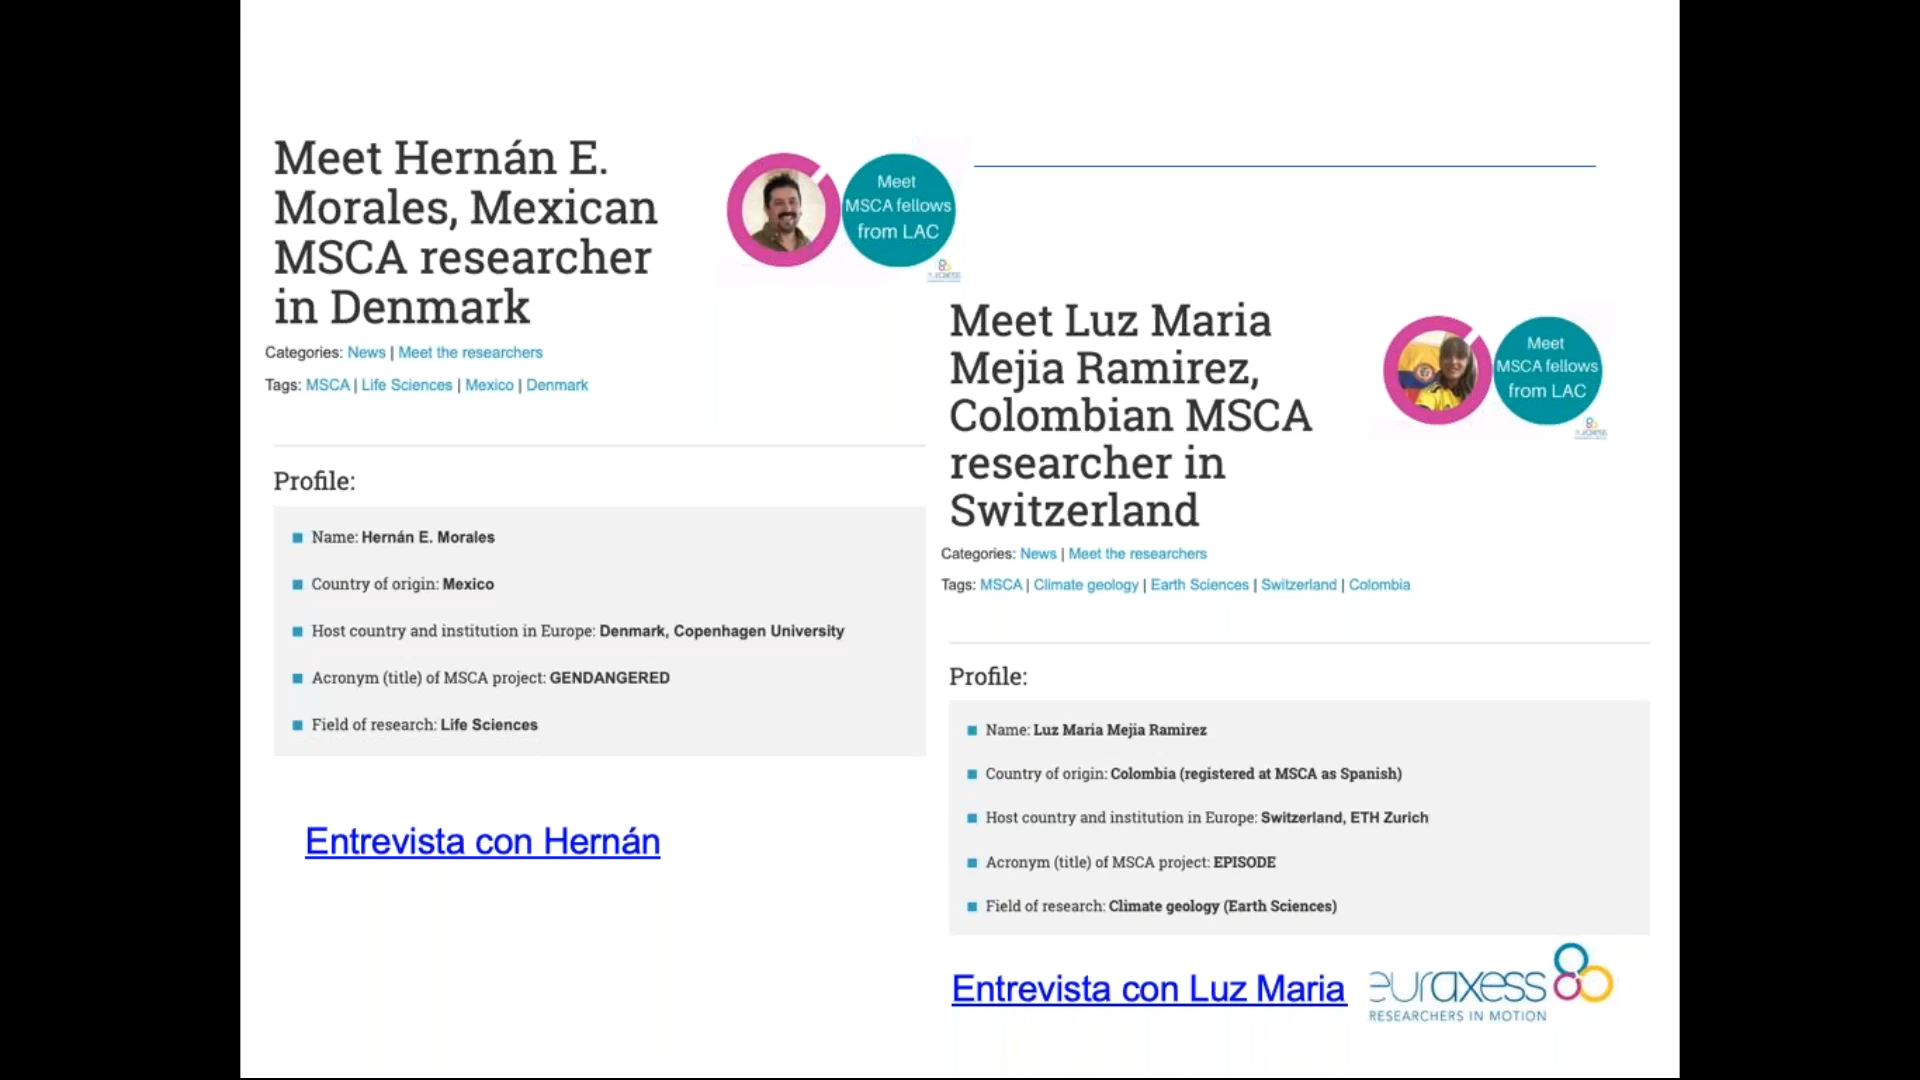 Meet Hernán E.
Morales, Mexican
MSCA researcher
in Denmark
Meet
MSCA fellows
from LAC
euraxess
Categories: News | Meet the researchers
Tags: MSCA | Life Sciences | Mexico | Denmark
Profile:
Name: Hernán E. Morales
Country of origin: Mexico
Host country and institution in Europe: Denmark, Copenhagen University
Acronym (title) of MSCA project: GENDANGERED
Field of research: Life Sciences
Entrevista con Hernán
Meet Luz Maria
Mejia Ramirez,
Colombian MSCA
researcher in
Switzerland
Meet
MSCA fellows
from LAC
euraxess
Categories: News | Meet the researchers
Tags: MSCA | Climate geology | Earth Sciences | Switzerland | Colombia
Profile:
Name: Luz Maria Mejia Ramirez
Country of origin: Colombia (registered at MSCA as Spanish)
Host country and institution in Europe: Switzerland, ETH Zurich
Acronym (title) of MSCA project: EPISODE
Field of research: Climate geology (Earth Sciences)
Entrevista con Luz Maria
euraxess
RESEARCHERS IN MOTION